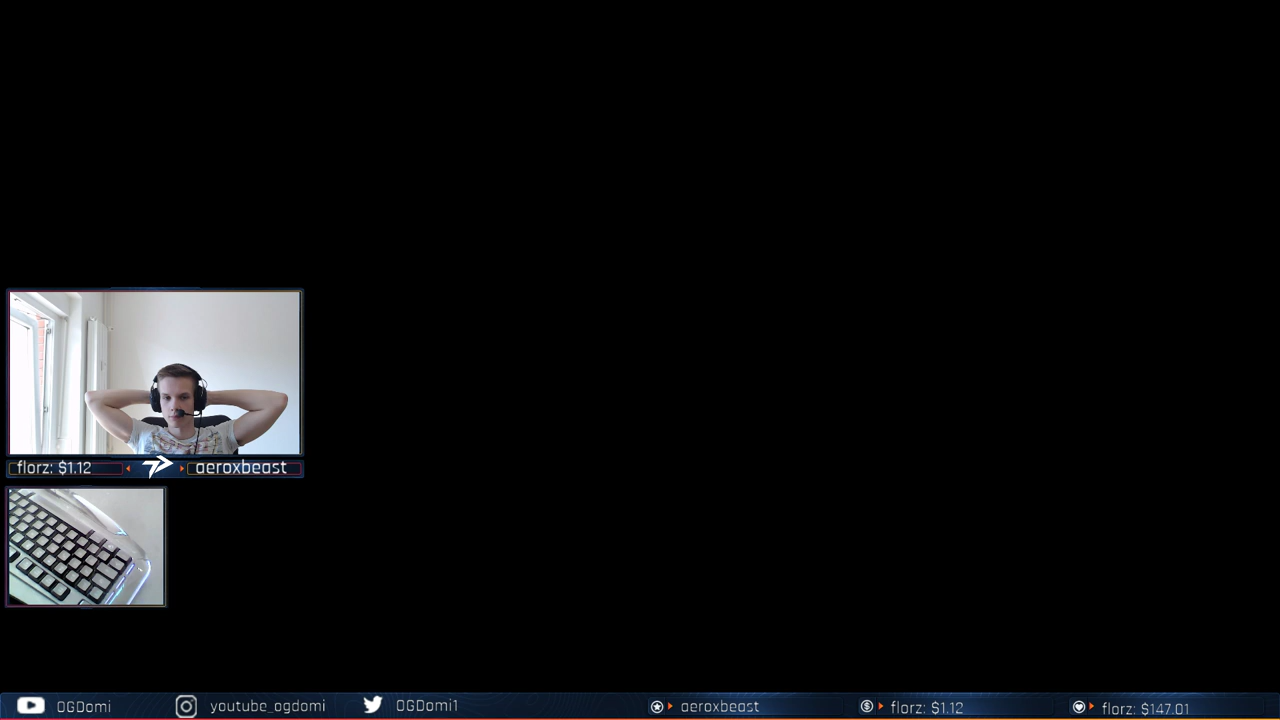 florz: $1.12
aeroxbeast
OGDomi
youtube_ogdomi
OGDomi1
aeroxbeast
florz: $1.12
florz: $147.01